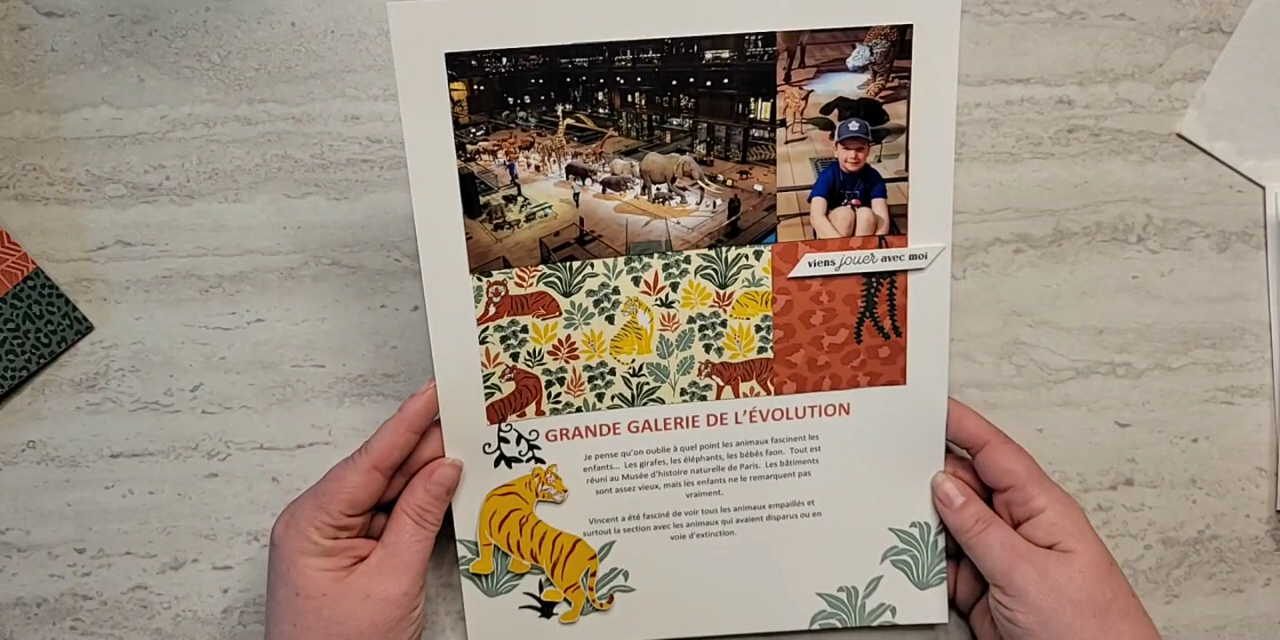 viens jouer avec moi
GRANDE GALERIE DE L'ÉVOLUTION
Je pense qu'on oublie à quel point les animaux fascinent les
enfants... Les girafes, les éléphants, les bébés faon. Tout est
réuni au Musée d'histoire naturelle de Paris. Les bâtiments
sont assez vieux, mais les enfants ne le remarquent pas
vraiment.
Vincent a été fasciné de voir tous les animaux empaillés et
surtout la section avec les animaux qui avaient disparus ou en
voie d'extinction.